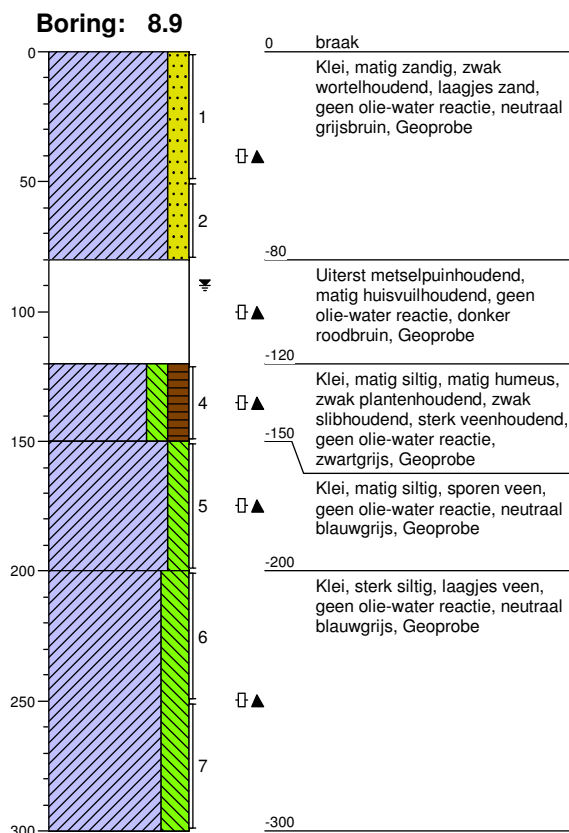 Boring: 8.9
0
50
100
150
200
250
300
1
2
4
5
6
7
0 braak
Klei, matig zandig, zwak
wortelhoudend, laagjes zand,
geen olie-water reactie, neutraal
grijsbruin, Geoprobe
-80
Uiterst metselpuinhoudend,
matig huisvuilhoudend, geen
olie-water reactie, donker
roodbruin, Geoprobe
-120
Klei, matig siltig, matig humeus,
zwak plantenhoudend, zwak
slibhoudend, sterk veenhoudend,
geen olie-water reactie,
zwartgrijs, Geoprobe
-150
Klei, matig siltig, sporen veen,
geen olie-water reactie, neutraal
blauwgrijs, Geoprobe
-200
Klei, sterk siltig, laagjes veen,
geen olie-water reactie, neutraal
blauwgrijs, Geoprobe
-300